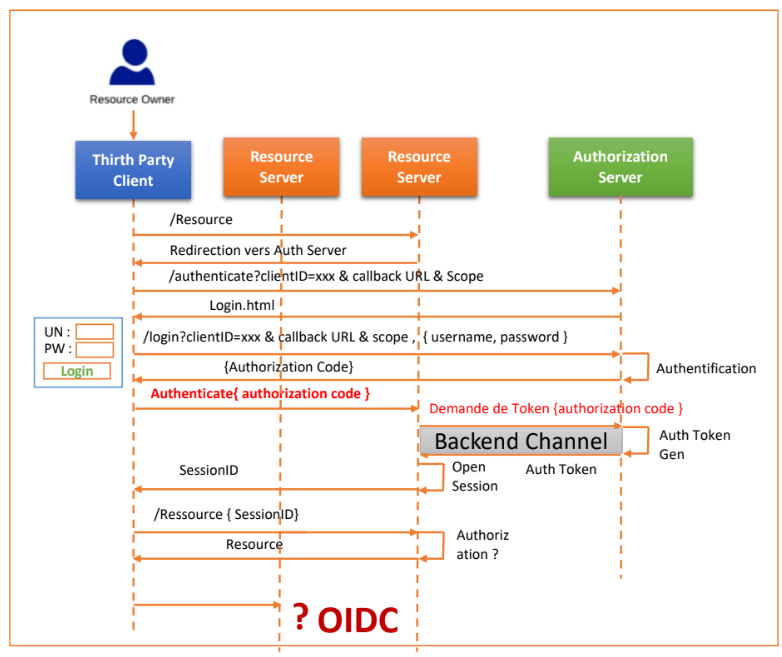 Resource Owner
Thirth Party
Client
Resource
Server
Resource
Server
Authorization
Server
/Resource
Redirection vers Auth Server
/authenticate?clientID=xxx & callback URL & Scope
Login.html
UN :
PW :
Login
/login?clientID=xxx & callback URL & scope , { username, password }
{Authorization Code}
Authentification
Authenticate{ authorization code }
Demande de Token {authorization code }
Backend Channel
Auth Token
Gen
SessionID
Open
Session
Auth Token
/Ressource { SessionID}
Resource
Authoriz
ation ?
? OIDC